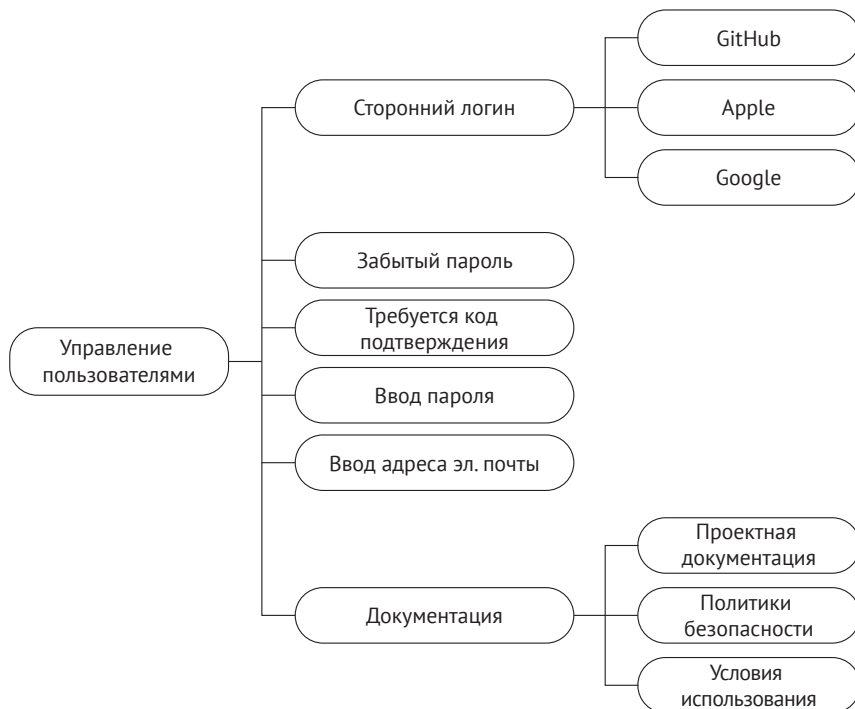 GitHub
Сторонний логин
Apple
Google
Забытый пароль
Требуется код
подтверждения
Управление
пользователями
Ввод пароля
Ввод адреса эл. почты
Проектная
документация
Документация
Политики
безопасности
Условия
использования